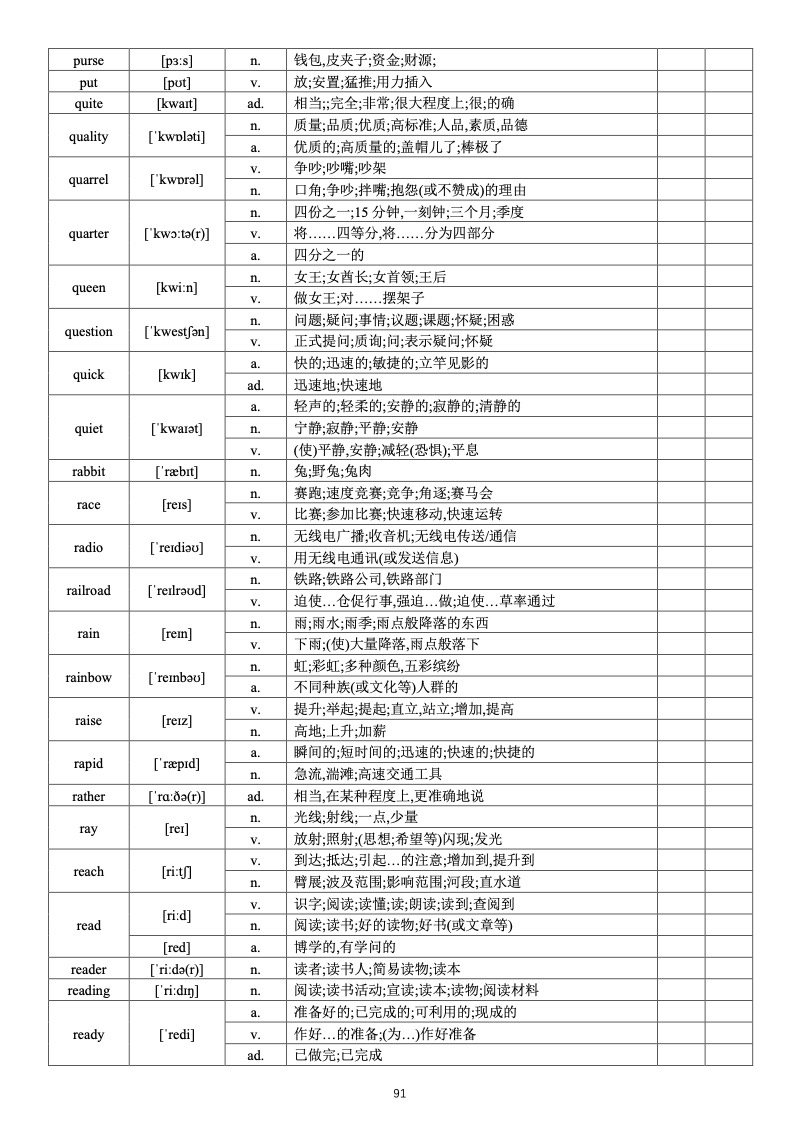 purse [pɜːs] n. 钱包,皮夹子;资金;财源;
put [pʊt] v. 放;安置;猛推;用力插入
quite [kwaɪt] ad. 相当;;完全;非常;很大程度上;很;的确
quality [ˈkwɒləti] n. 质量;品质;优质;高标准;人品,素质,品德
a. 优质的;高质量的;盖帽儿了;棒极了
quarrel [ˈkwɒrəl] v. 争吵;吵嘴;吵架
n. 口角;争吵;拌嘴;抱怨(或不赞成)的理由
quarter [ˈkwɔːtə(r)] n. 四份之一;15 分钟,一刻钟;三个月;季度
v. 将……四等分,将……分为四部分
a. 四分之一的
queen [kwiːn] n. 女王;女酋长;女首领;王后
v. 做女王;对……摆架子
question [ˈkwestʃən] n. 问题;疑问;事情;议题;课题;怀疑;困惑
v. 正式提问;质询;问;表示疑问;怀疑
quick [kwɪk] a. 快的;迅速的;敏捷的;立竿见影的
ad. 迅速地;快速地
quiet [ˈkwaɪət] a. 轻声的;轻柔的;安静的;寂静的;清静的
n. 宁静;寂静;平静;安静
v. (使)平静,安静;减轻(恐惧);平息
rabbit [ˈræbɪt] n. 兔;野兔;兔肉
race [reɪs] n. 赛跑;速度竞赛;竞争;角逐;赛马会
v. 比赛;参加比赛;快速移动,快速运转
radio [ˈreɪdiəʊ] n. 无线电广播;收音机;无线电传送/通信
v. 用无线电通讯(或发送信息)
railroad [ˈreɪlrəʊd] n. 铁路;铁路公司,铁路部门
v. 迫使…仓促行事,强迫…做;迫使…草率通过
rain [reɪn] n. 雨;雨水;雨季;雨点般降落的东西
v. 下雨;(使)大量降落,雨点般落下
rainbow [ˈreɪnbəʊ] n. 虹;彩虹;多种颜色,五彩缤纷
a. 不同种族(或文化等)人群的
raise [reɪz] v. 提升;举起;提起;直立,站立;增加,提高
n. 高地;上升;加薪
rapid [ˈræpɪd] a. 瞬间的;短时间的;迅速的;快速的;快捷的
n. 急流,湍滩;高速交通工具
rather [ˈrɑːðə(r)] ad. 相当,在某种程度上,更准确地说
ray [reɪ] n. 光线;射线;一点,少量
v. 放射;照射;(思想;希望等)闪现;发光
reach [riːtʃ] v. 到达;抵达;引起…的注意;增加到,提升到
n. 臂展;波及范围;影响范围;河段;直水道
read [riːd] v. 识字;阅读;读懂;读;朗读;读到;查阅到
n. 阅读;读书;好的读物;好书(或文章等)
[red] a. 博学的,有学问的
reader [ˈriːdə(r)] n. 读者;读书人;简易读物;读本
reading [ˈriːdɪŋ] n. 阅读;读书活动;宣读;读本;读物;阅读材料
ready [ˈredi] a. 准备好的;已完成的;可利用的;现成的
v. 作好…的准备;(为…)作好准备
ad. 已做完;已完成
91